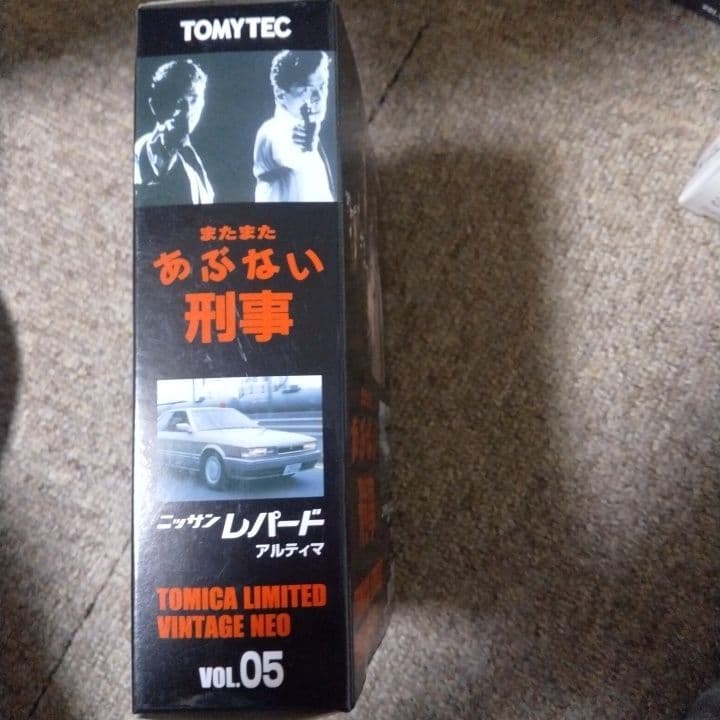 TOMYTEC
またまた
あぶない
刑事
ニッサン レパード
アルティマ
TOMICA LIMITED
VINTAGE NEO
VOL.05